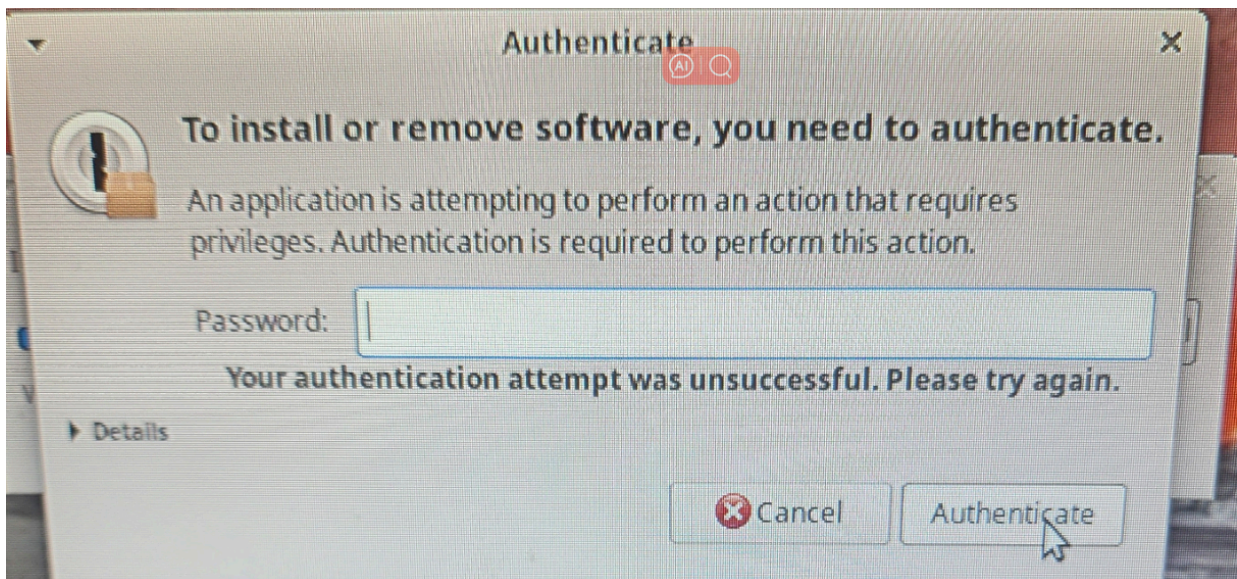 Authenticate
AI
To install or remove software, you need to authenticate.
An application is attempting to perform an action that requires
privileges. Authentication is required to perform this action.
Password:
Your authentication attempt was unsuccessful. Please try again.
Details
Cancel
Authenticate